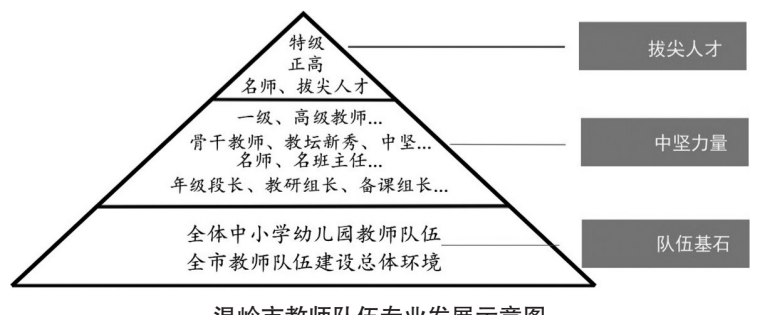 特级
正高
名师、拔尖人才
拔尖人才
一级、高级教师...
骨干教师、教坛新秀、中坚...
名师、名班主任...
年级段长、教研组长、备课组长...
中坚力量
全体中小学幼儿园教师队伍
全市教师队伍建设总体环境
队伍基石
温岭市教师队伍专业发展示意图